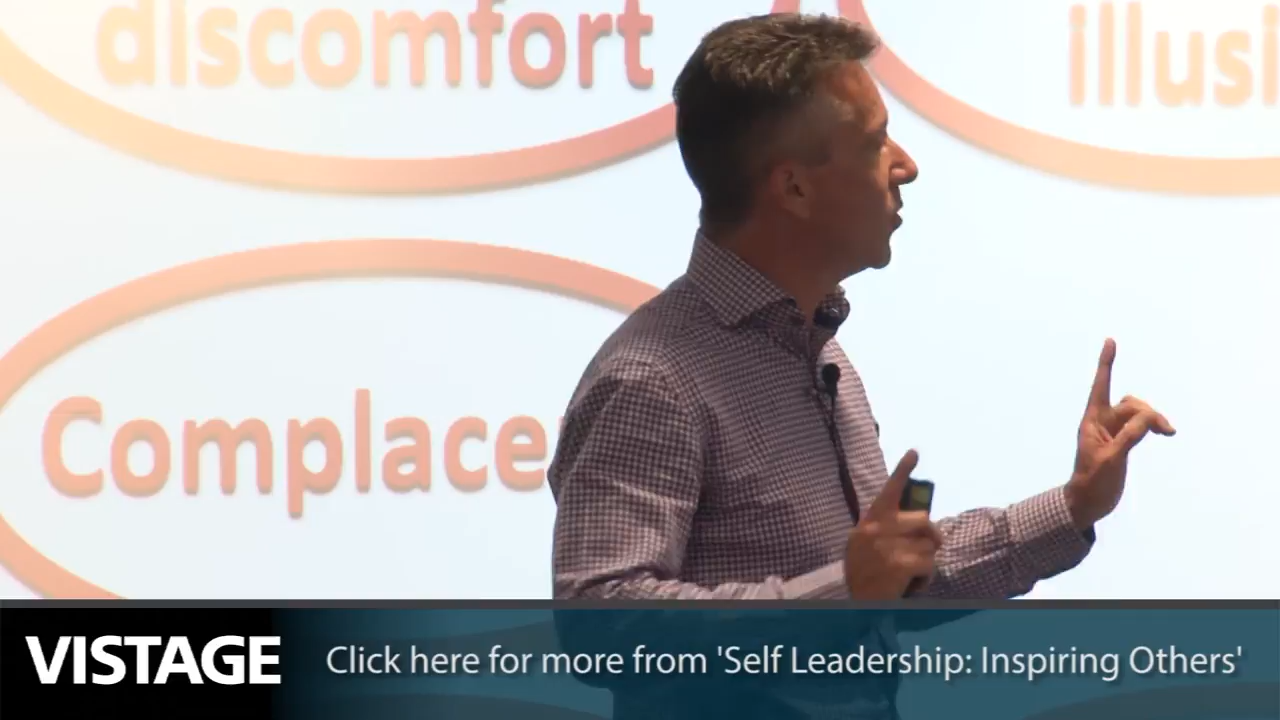 discomfort
illusi
Complace
VISTAGE
Click here for more from 'Self Leadership: Inspiring Others'